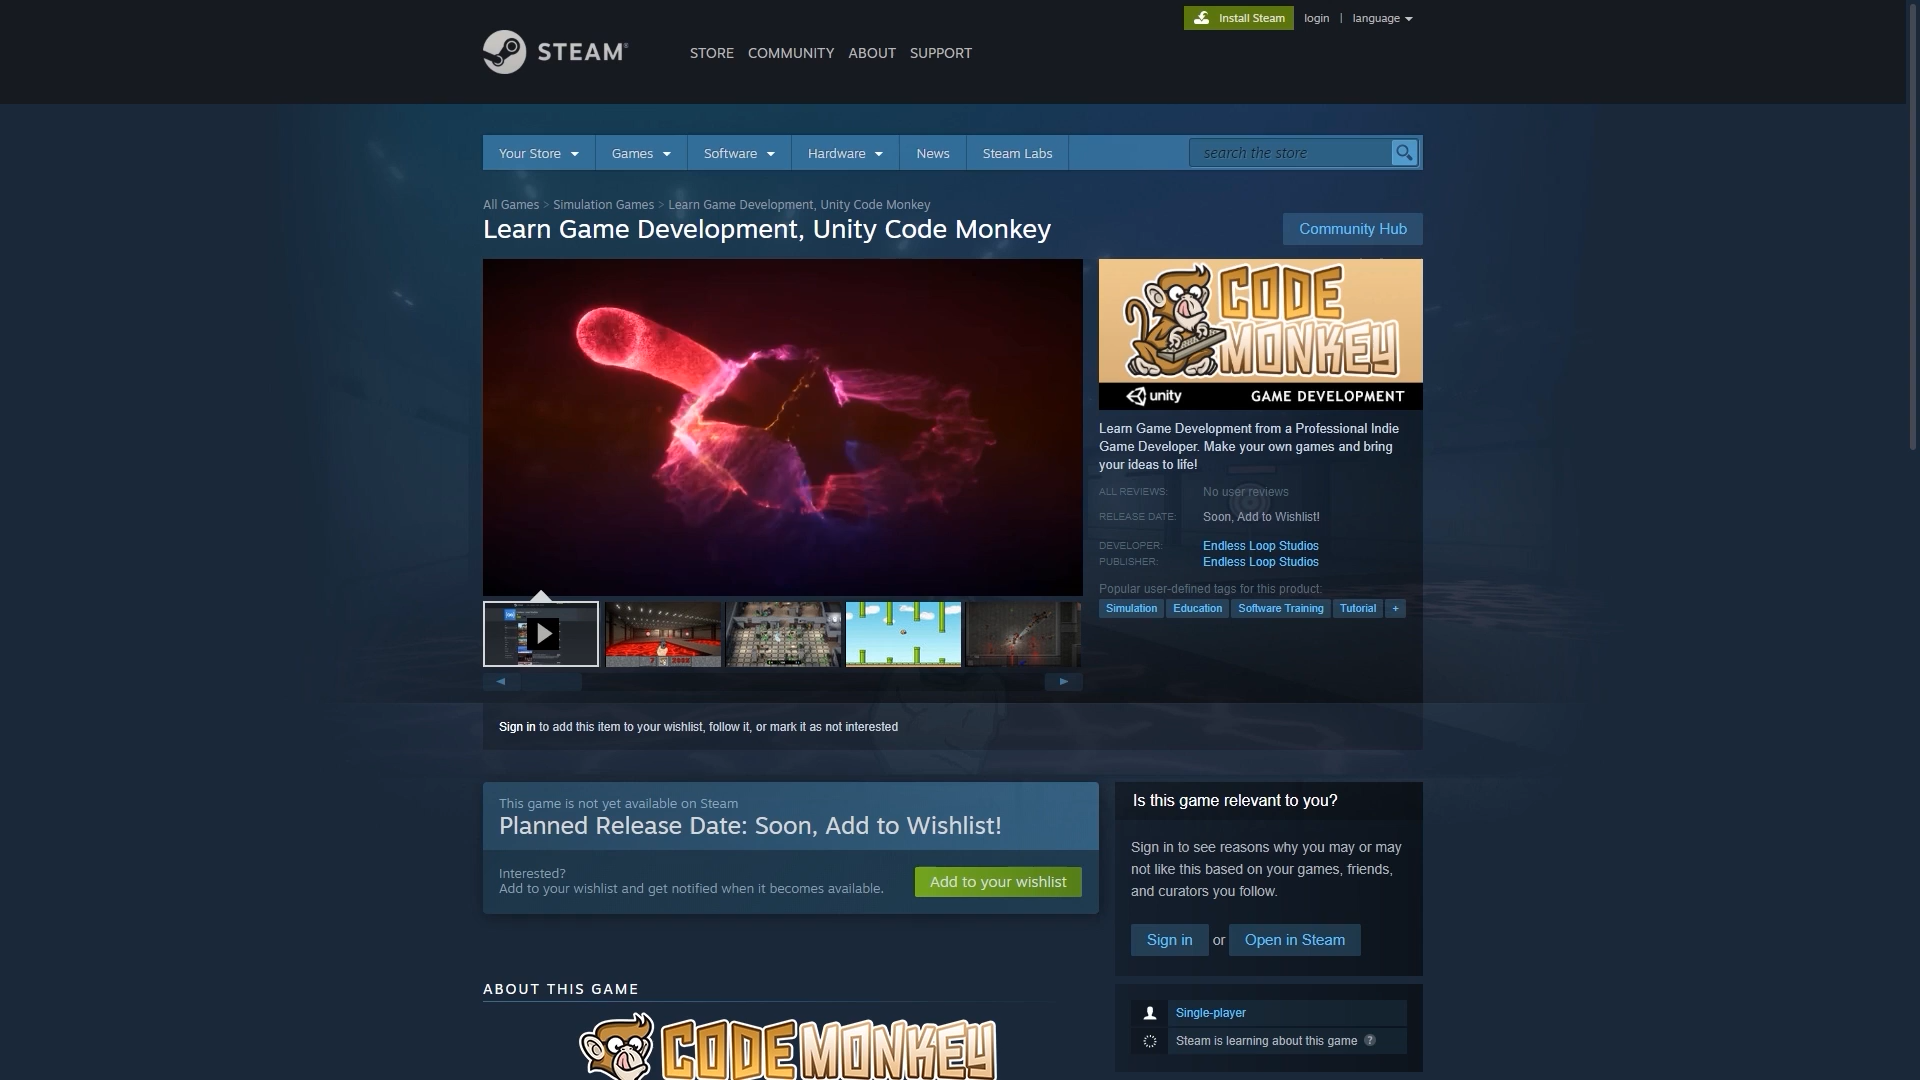 Install Steam
login | language
STEAM®
STORE COMMUNITY ABOUT SUPPORT
Your Store Games Software Hardware News Steam Labs
search the store
All Games > Simulation Games > Learn Game Development, Unity Code Monkey
Learn Game Development, Unity Code Monkey
Community Hub
CODE
MONKEY
unity GAME DEVELOPMENT
Learn Game Development from a Professional Indie
Game Developer. Make your own games and bring
your ideas to life!
ALL REVIEWS: No user reviews
RELEASE DATE: Soon, Add to Wishlist!
DEVELOPER: Endless Loop Studios
PUBLISHER: Endless Loop Studios
Popular user-defined tags for this product:
Simulation Education Software Training Tutorial +
Sign in to add this item to your wishlist, follow it, or mark it as not interested
This game is not yet available on Steam
Planned Release Date: Soon, Add to Wishlist!
Interested?
Add to your wishlist and get notified when it becomes available.
Add to your wishlist
Is this game relevant to you?
Sign in to see reasons why you may or may
not like this based on your games, friends,
and curators you follow.
Sign in or Open in Steam
ABOUT THIS GAME
CODE MONKEY
Single-player
Steam is learning about this game ?